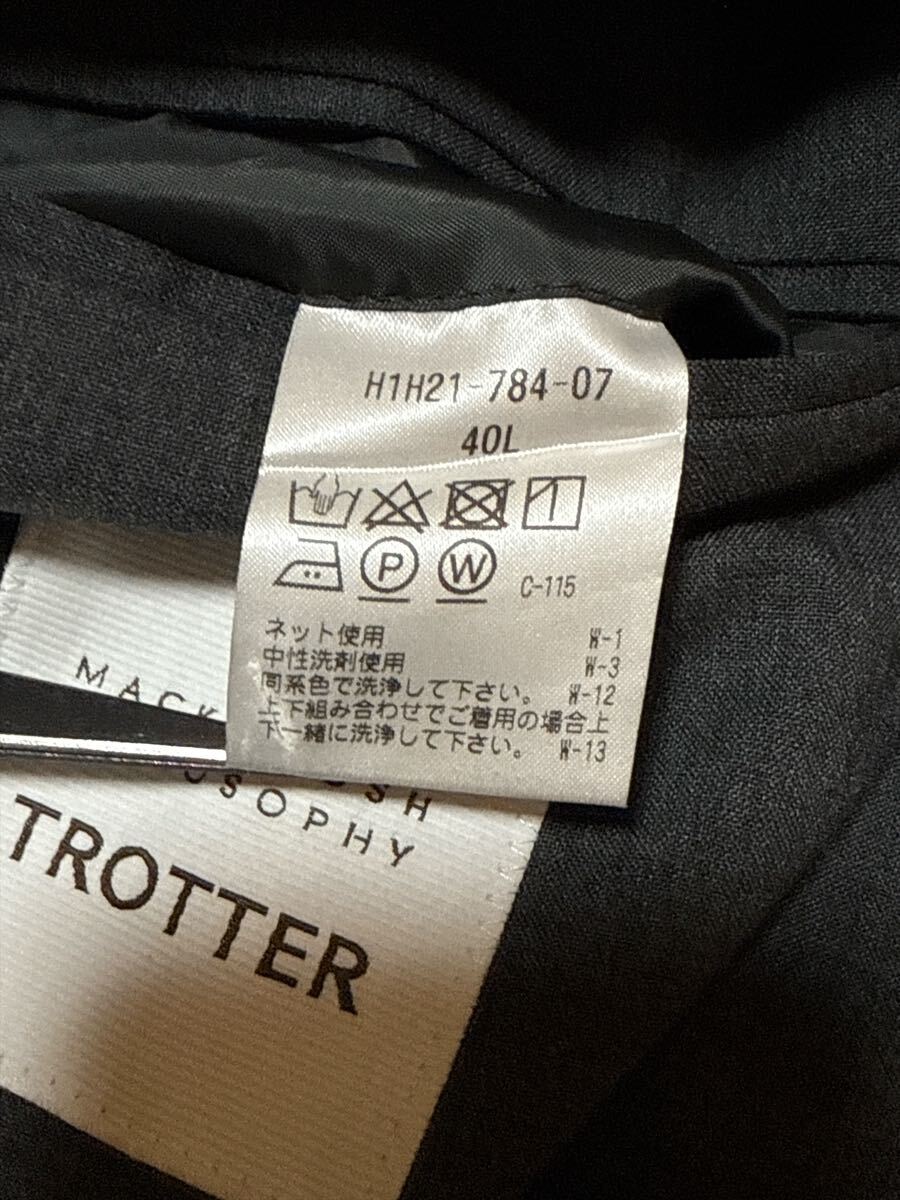 H1H21-784-07
40L
P W C-115
ネット使用 W-1
中性洗剤使用 W-3
同系色で洗浄して下さい。 W-12
上下組み合わせでご着用の場合上
下一緒に洗浄して下さい。 W-13
MACK
OSH
OSOPHY
TROTTER